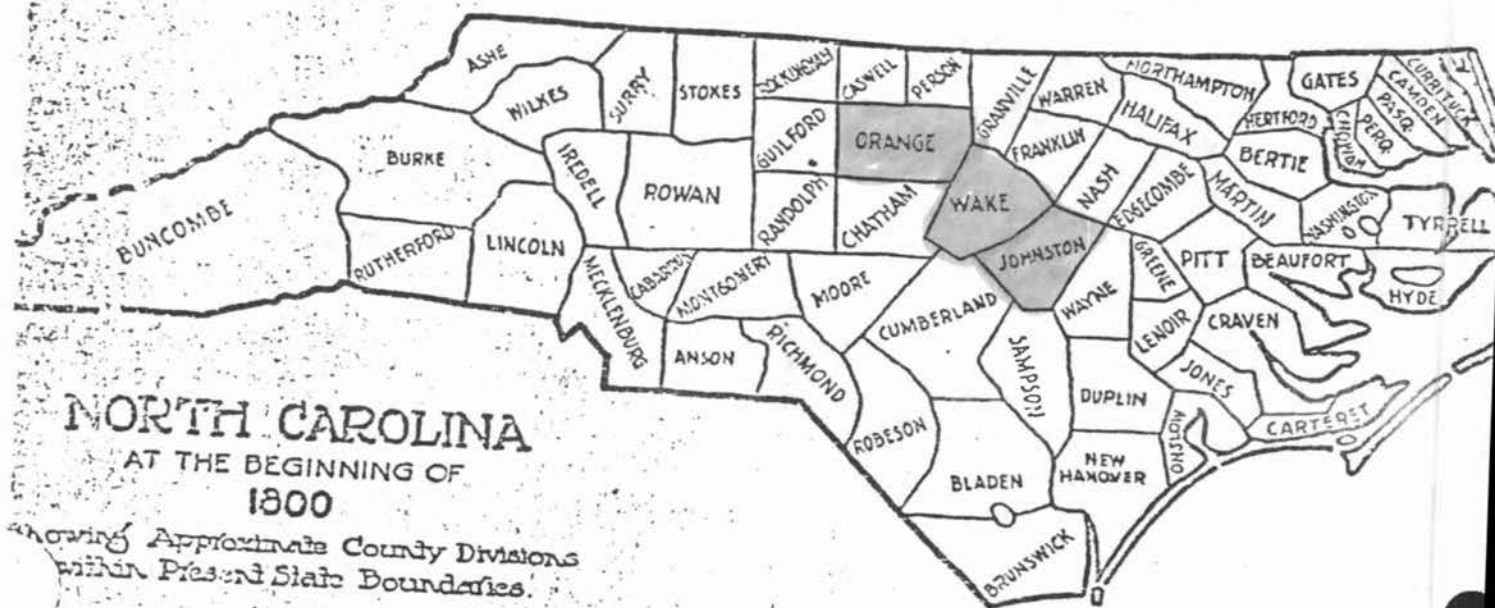 ASHE
WILKES
SURRY
STOKES
ROCKINGHAM
CASWELL
PERSON
GRANVILLE
WARREN
NORTHAMPTON
GATES
CURRITUCK
CAMDEN
PASQ.
PERQ.
CHOWAN
HERTFORD
HALIFAX
FRANKLIN
ORANGE
GUILFORD
BURKE
IREDELL
ROWAN
RANDOLPH
CHATHAM
WAKE
NASH
EDGECOMBE
MARTIN
BERTIE
WASHINGTON
TYRRELL
BUNCOMBE
RUTHERFORD
LINCOLN
MECKLENBURG
CABARRUS
MONTGOMERY
MOORE
JOHNSTON
GREENE
PITT
BEAUFORT
HYDE
CUMBERLAND
WAYNE
LENOIR
CRAVEN
ANSON
RICHMOND
SAMPSON
DUPLIN
JONES
ONSLOW
CARTERET
ROBESON
BLADEN
NEW
HANOVER
BRUNSWICK
NORTH CAROLINA
AT THE BEGINNING OF
1800
howing Approximate County Divisions
within Present State Boundaries.